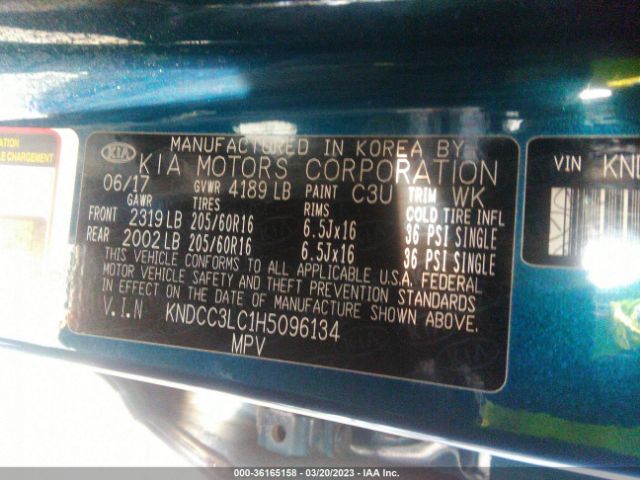 MANUFACTURED IN KOREA BY
KIA KIA MOTORS CORPORATION
06/17 GVWR 4189 LB PAINT C3U TRIM WK
GAWR TIRES RIMS COLD TIRE INFL
FRONT 2319 LB 205/60R16 6.5Jx16 36 PSI SINGLE
REAR 2002 LB 205/60R16 6.5Jx16 36 PSI SINGLE
THIS VEHICLE CONFORMS TO ALL APPLICABLE U.S.A. FEDERAL
MOTOR VEHICLE SAFETY AND THEFT PREVENTION STANDARDS
IN EFFECT ON THE DATE OF MANUFACTURE SHOWN ABOVE.
V.I.N KNDCC3LC1H5096134
MPV
VIN KND
CHARGEMENT
000-36165158 - 03/20/2023 - IAA Inc.